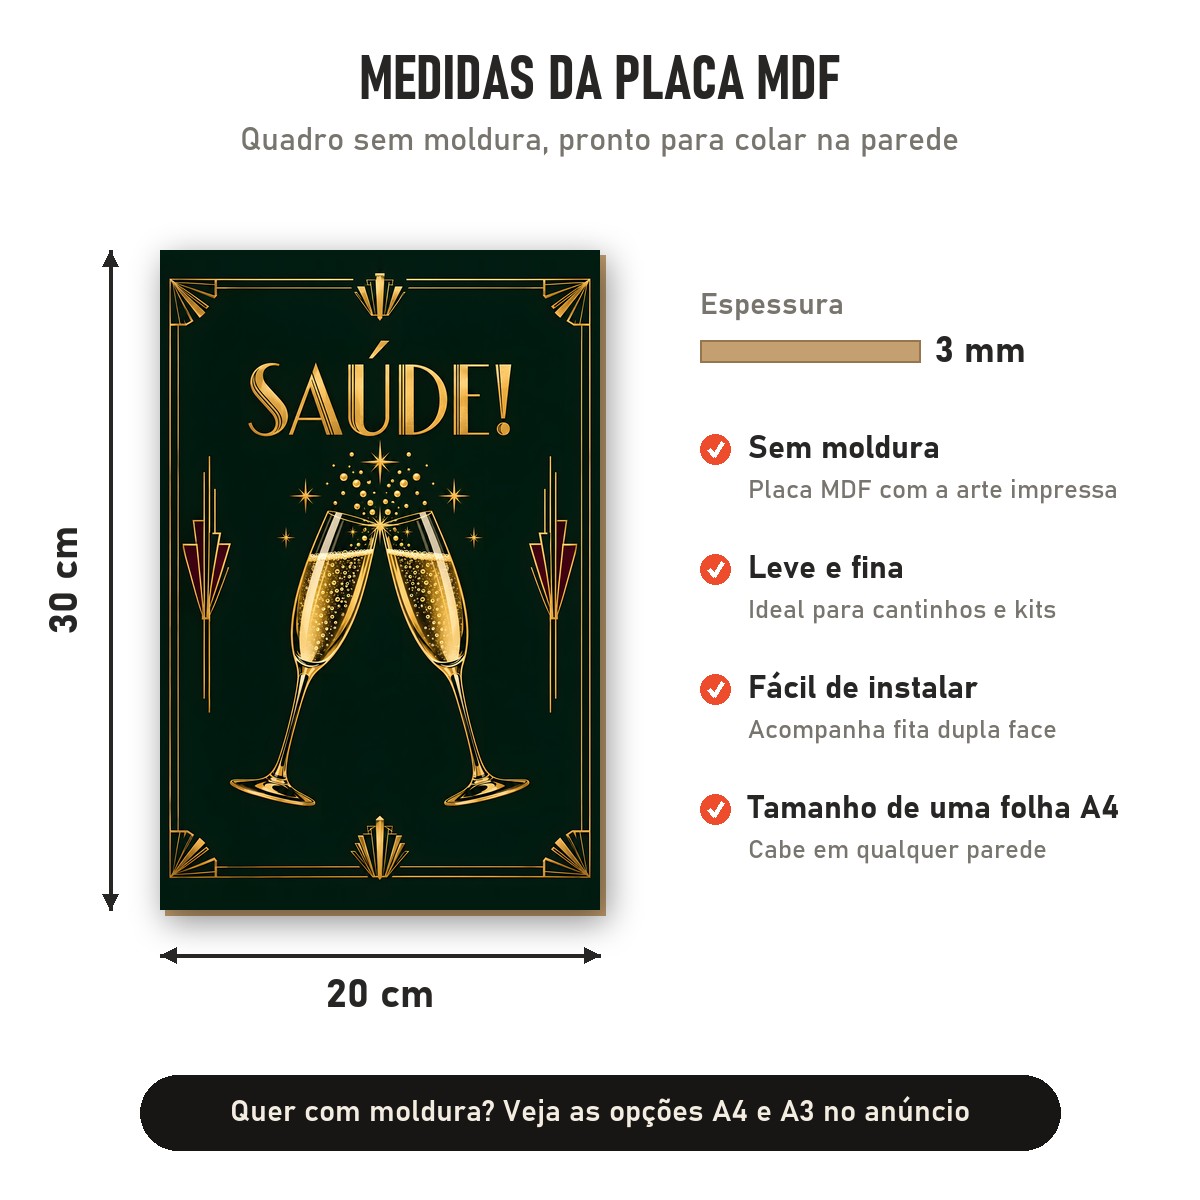 MEDIDAS DA PLACA MDF
Quadro sem moldura, pronto para colar na parede
SAÚDE!
30 cm
20 cm
Espessura
3 mm
Sem moldura
Placa MDF com a arte impressa
Leve e fina
Ideal para cantinhos e kits
Fácil de instalar
Acompanha fita dupla face
Tamanho de uma folha A4
Cabe em qualquer parede
Quer com moldura? Veja as opções A4 e A3 no anúncio